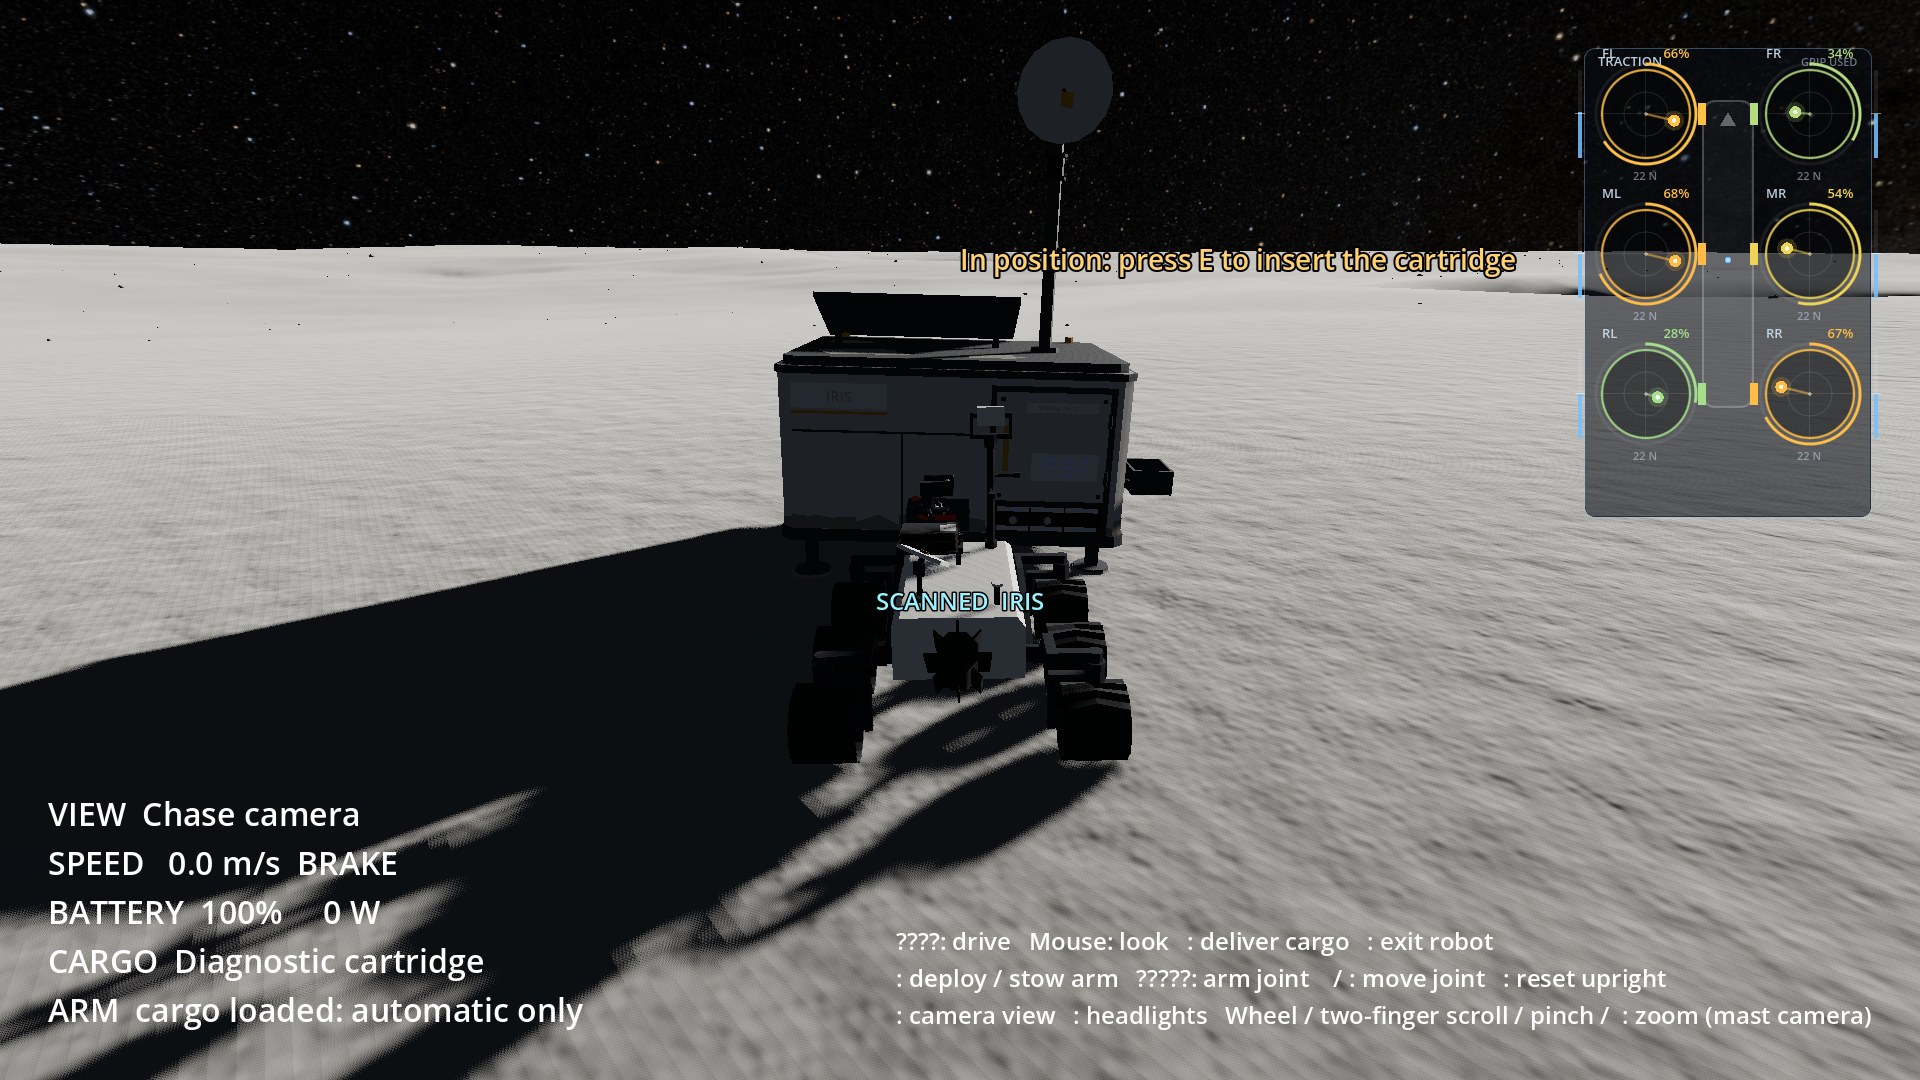 FL 66% FR 34%
TRACTION GRIP USED
22 N 22 N
ML 68% MR 54%
22 N 22 N
RL 28% RR 67%
22 N 22 N
In position: press E to insert the cartridge
IRIS
SCANNED IRIS
VIEW Chase camera
SPEED 0.0 m/s BRAKE
BATTERY 100% 0 W
CARGO Diagnostic cartridge
ARM cargo loaded: automatic only
????: drive Mouse: look : deliver cargo : exit robot
: deploy / stow arm ?????: arm joint / : move joint : reset upright
: camera view : headlights Wheel / two-finger scroll / pinch / : zoom (mast camera)